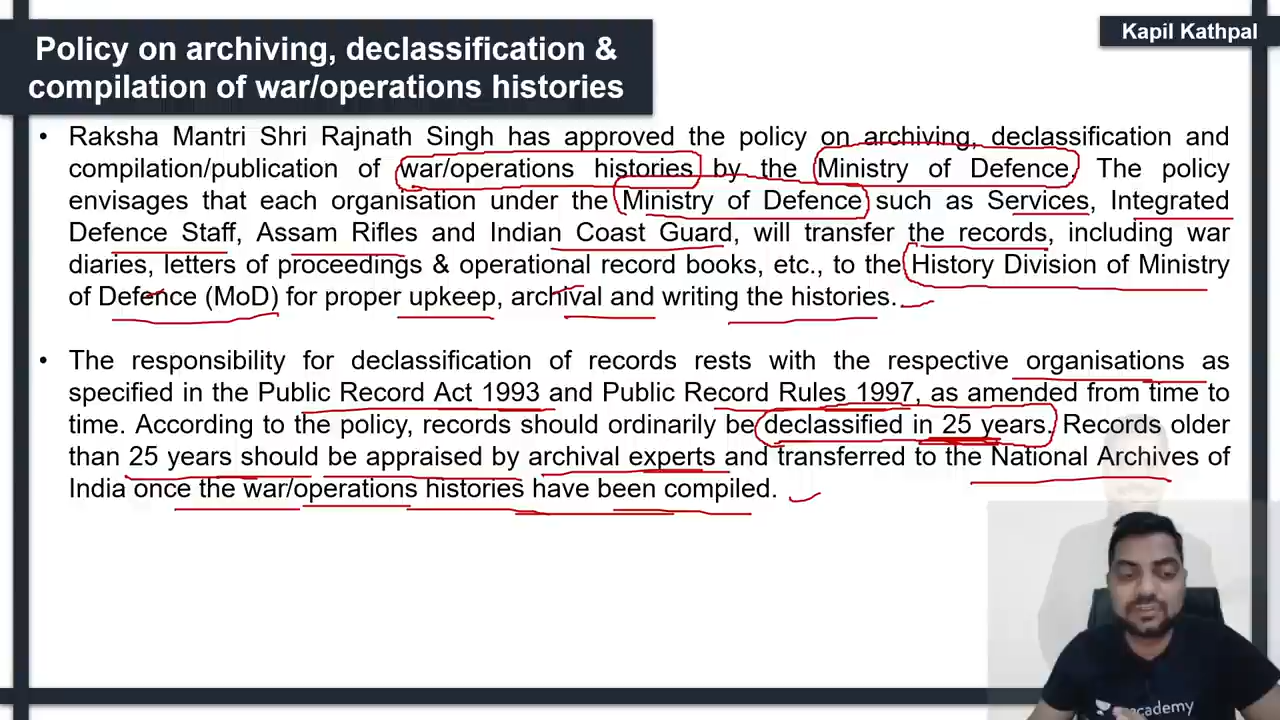 Policy on archiving, declassification &
compilation of war/operations histories
Kapil Kathpal
• Raksha Mantri Shri Rajnath Singh has approved the policy on archiving, declassification and
compilation/publication of war/operations histories by the Ministry of Defence. The policy
envisages that each organisation under the Ministry of Defence such as Services, Integrated
Defence Staff, Assam Rifles and Indian Coast Guard, will transfer the records, including war
diaries, letters of proceedings & operational record books, etc., to the History Division of Ministry
of Defence (MoD) for proper upkeep, archival and writing the histories.
• The responsibility for declassification of records rests with the respective organisations as
specified in the Public Record Act 1993 and Public Record Rules 1997, as amended from time to
time. According to the policy, records should ordinarily be declassified in 25 years. Records older
than 25 years should be appraised by archival experts and transferred to the National Archives of
India once the war/operations histories have been compiled.